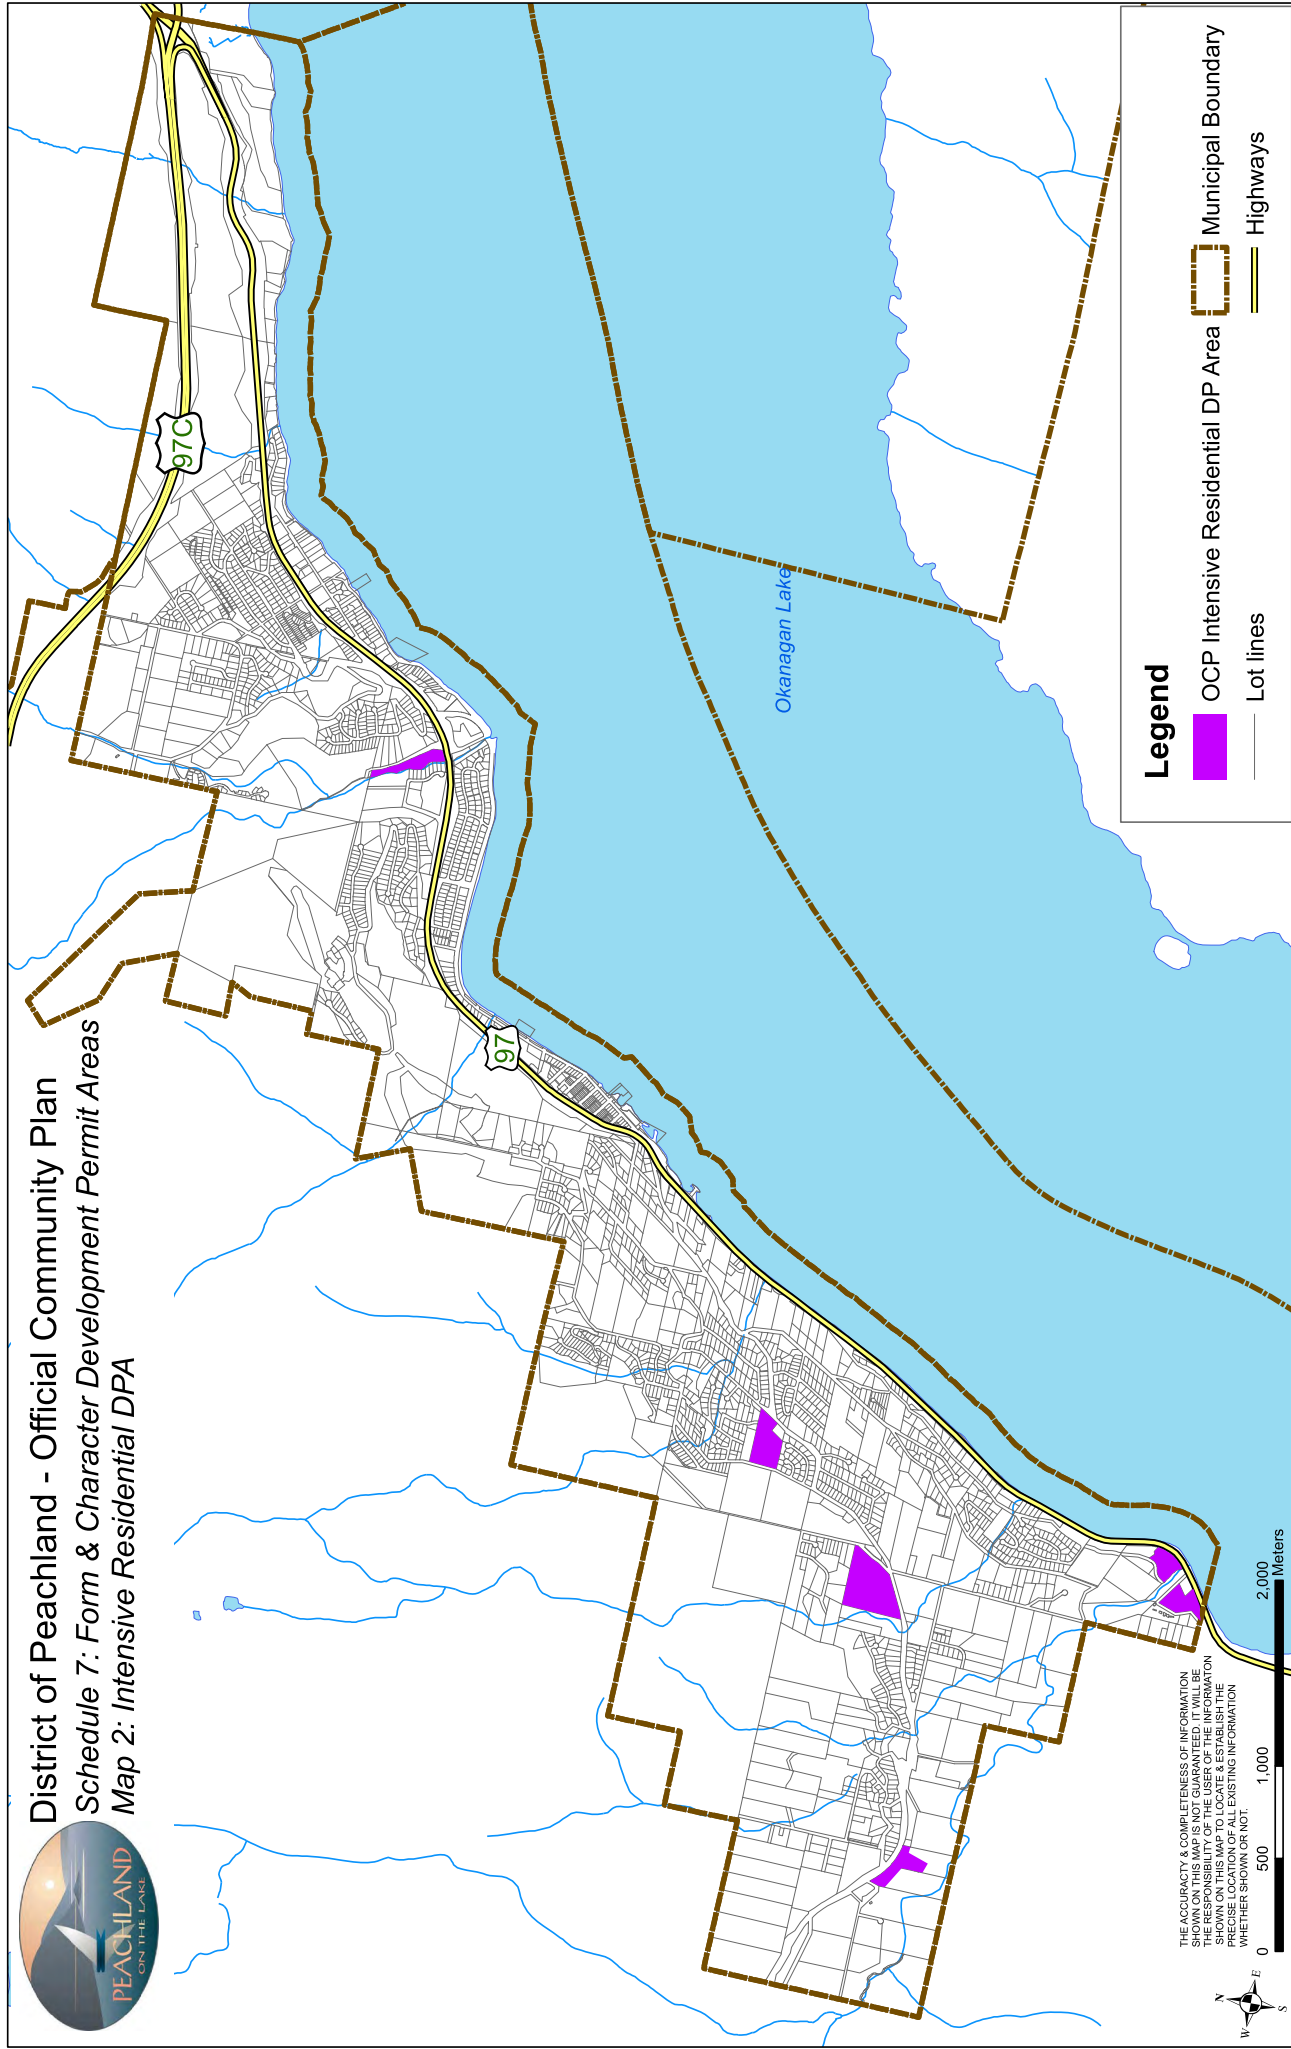 District of Peachland - Official Community Plan
Schedule 7: Form & Character Development Permit Areas
Map 2: Intensive Residential DPA
PEACHLAND
ON THE LAKE
97C
97
Okanagan Lake
Legend
OCP Intensive Residential DP Area
Municipal Boundary
Lot lines
Highways
THE ACCURACTY & COMPLETENESS OF INFORMATION
SHOWN ON THIS MAP IS NOT GUARANTEED. IT WILL BE
THE RESPONSIBILITY OF THE USER OF THE INFORMATON
SHOWN ON THIS MAP TO LOCATE & ESTABLISH THE
PRECISE LOCATION OF ALL EXISTING INFORMATION
WHETHER SHOWN OR NOT.
0 500 1,000 2,000
Meters
N
W E
S